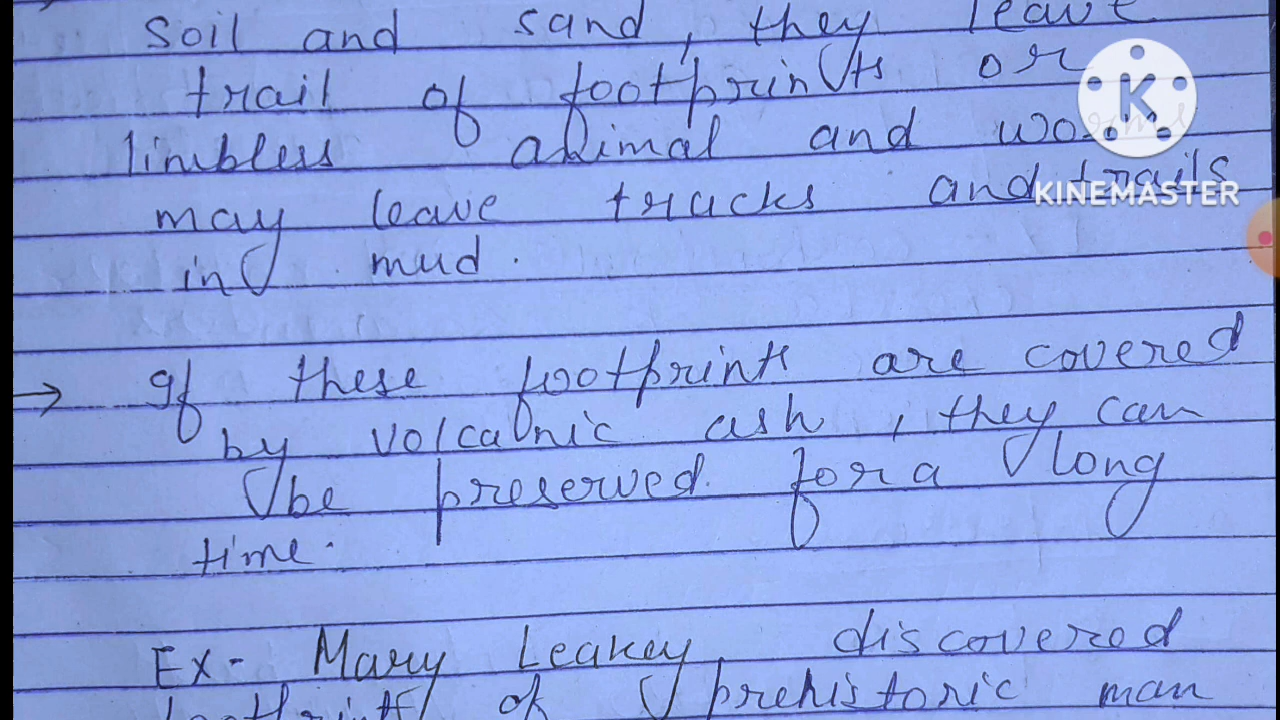 soil and sand, they leave
trail of footprints or
limbless animal and worms
may leave tracks and trails
in mud.
→ If these footprints are covered
by volcanic ash, they can
be preserved for a long
time.
Ex- Mary Leakey discovered
footprints of prehistoric man
K
KINEMASTER